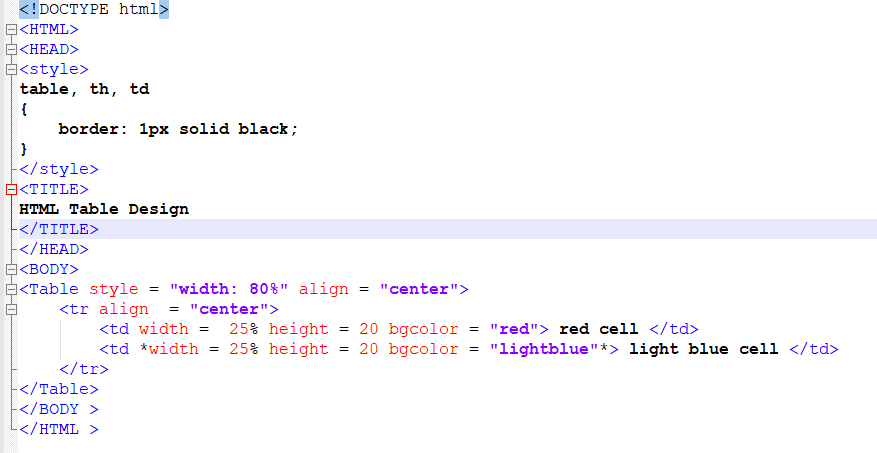 <!DOCTYPE html>
<HTML>
<HEAD>
<style>
table, th, td
{
    border: 1px solid black;
}
</style>
<TITLE>
HTML Table Design
</TITLE>
</HEAD>
<BODY>
<Table style = "width: 80%" align = "center">
    <tr align  = "center">
        <td width =  25% height = 20 bgcolor = "red"> red cell </td>
        <td *width = 25% height = 20 bgcolor = "lightblue"*> light blue cell </td>
    </tr>
</Table>
</BODY >
</HTML >